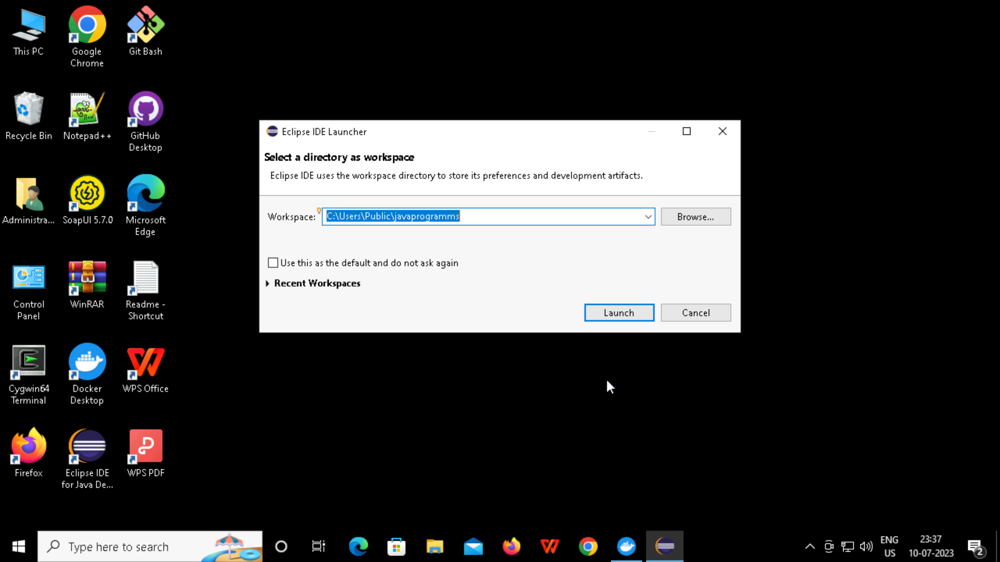 This PC
Google
Chrome
Git Bash
Recycle Bin
Notepad++
GitHub
Desktop
Administra...
SoapUI 5.7.0
Microsoft
Edge
Control
Panel
WinRAR
Readme -
Shortcut
Cygwin64
Terminal
Docker
Desktop
WPS Office
Firefox
Eclipse IDE
for Java De...
WPS PDF
Eclipse IDE Launcher
Select a directory as workspace
Eclipse IDE uses the workspace directory to store its preferences and development artifacts.
Workspace: C:\Users\Public\javaprogramms Browse...
Use this as the default and do not ask again
Recent Workspaces
Launch Cancel
Type here to search
ENG
US
23:37
10-07-2023
2